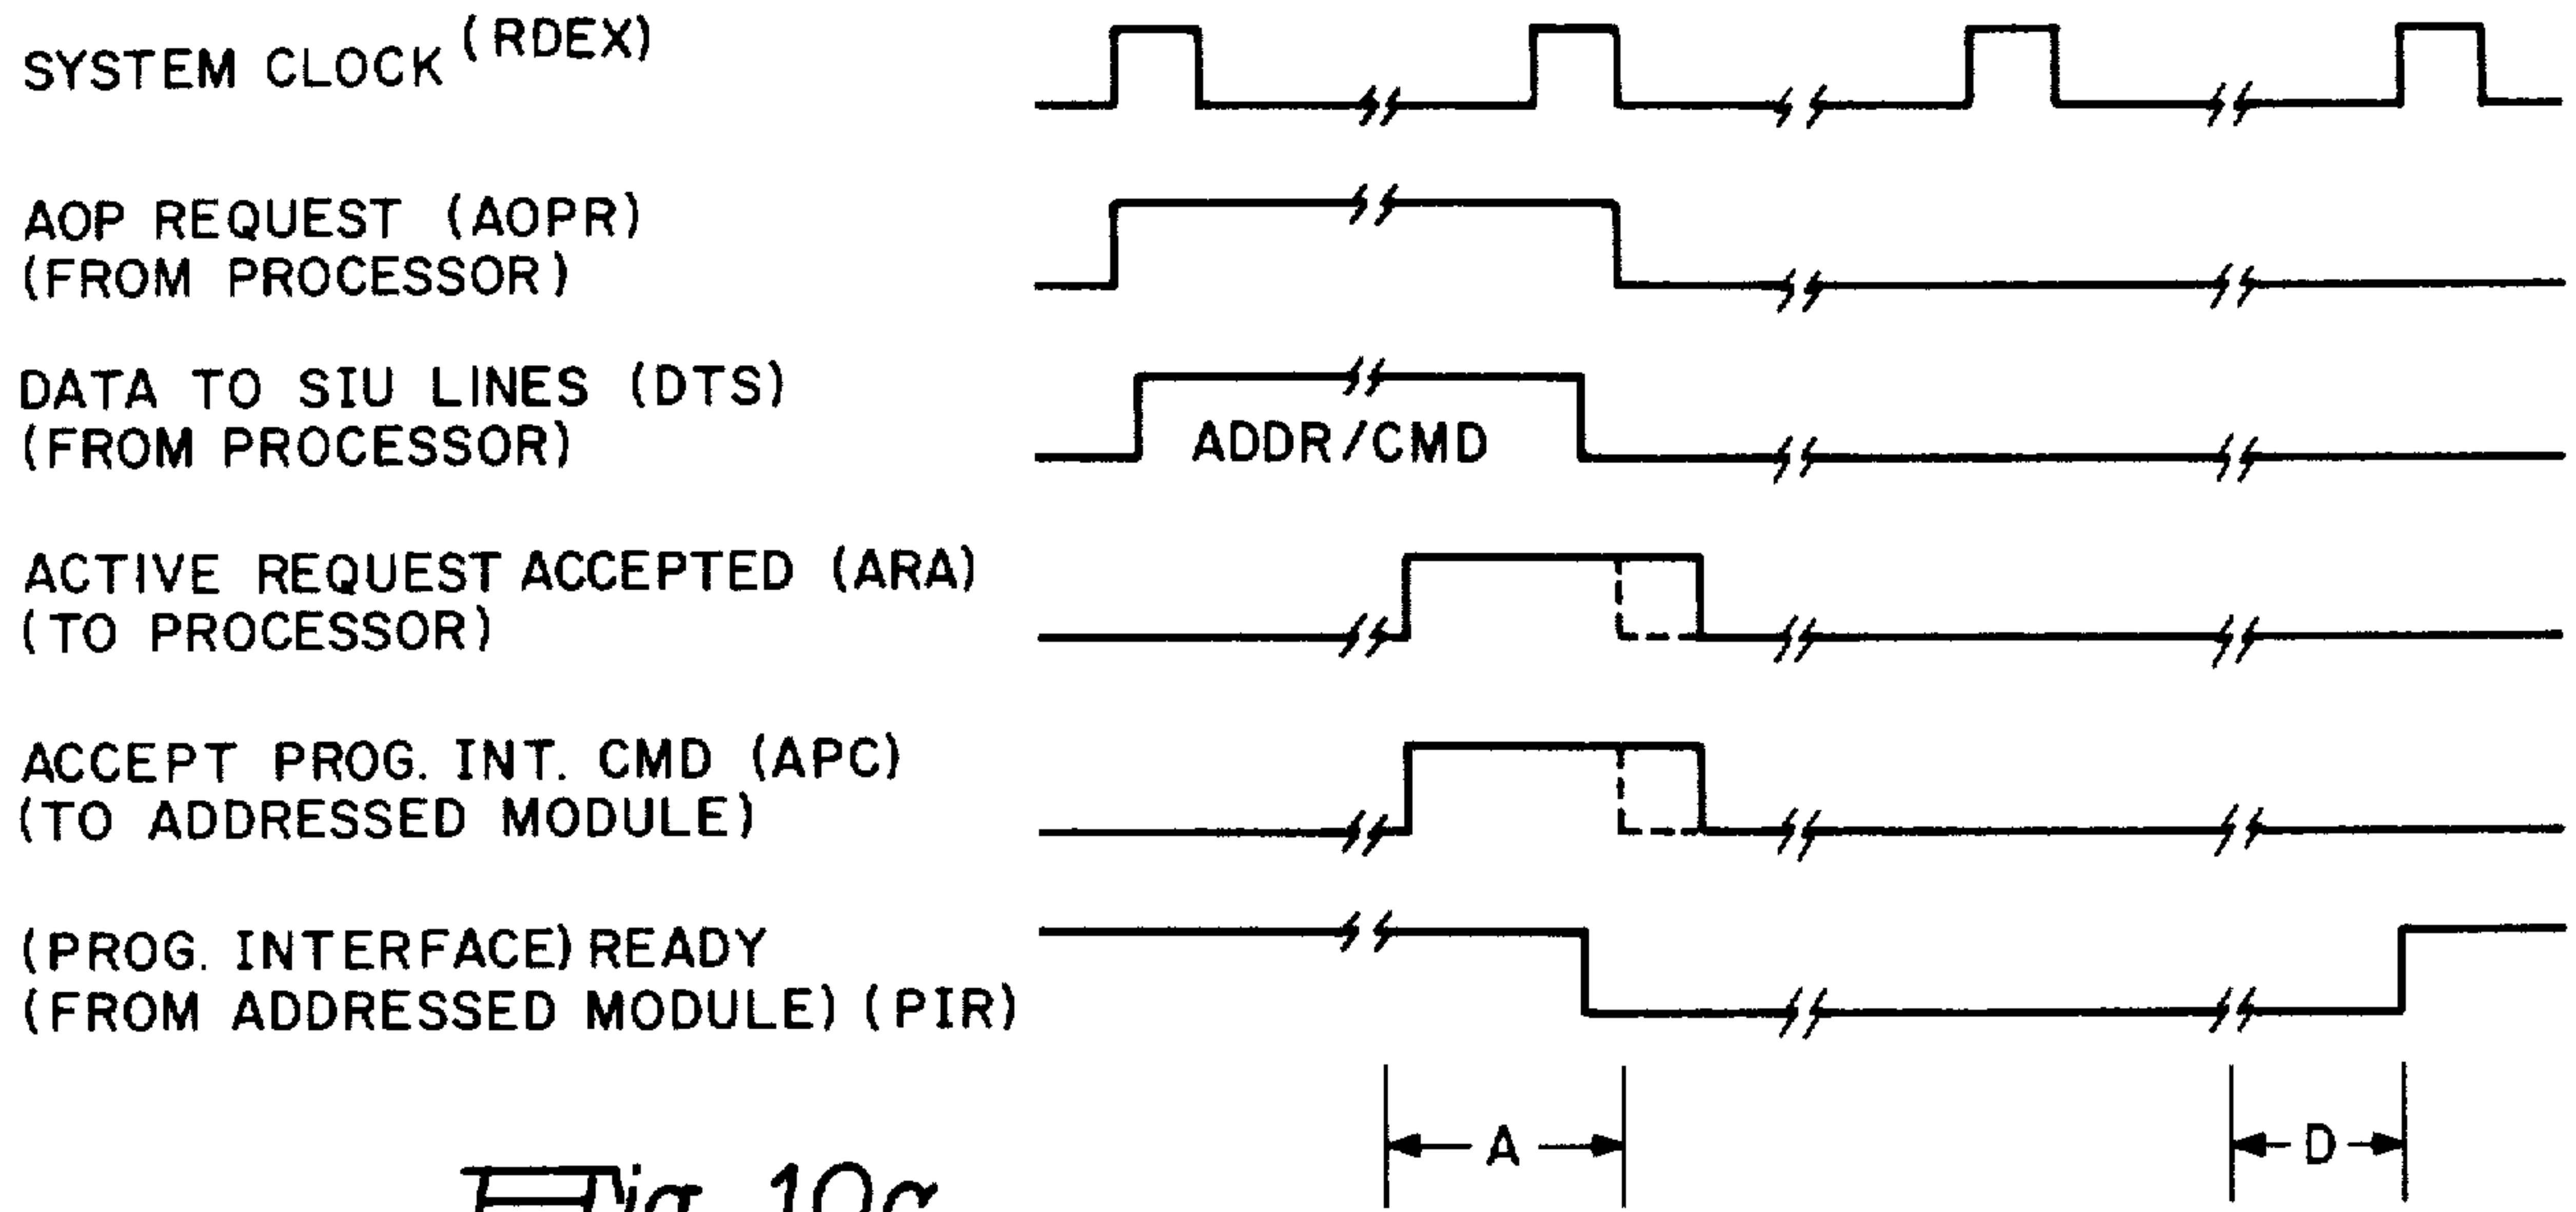 SYSTEM CLOCK (RDEX)
AOP REQUEST (AOPR)
(FROM PROCESSOR)
DATA TO SIU LINES (DTS)
(FROM PROCESSOR)
ADDR/CMD
ACTIVE REQUEST ACCEPTED (ARA)
(TO PROCESSOR)
ACCEPT PROG. INT. CMD (APC)
(TO ADDRESSED MODULE)
(PROG. INTERFACE) READY
(FROM ADDRESSED MODULE) (PIR)
A
D
Fig. 10a